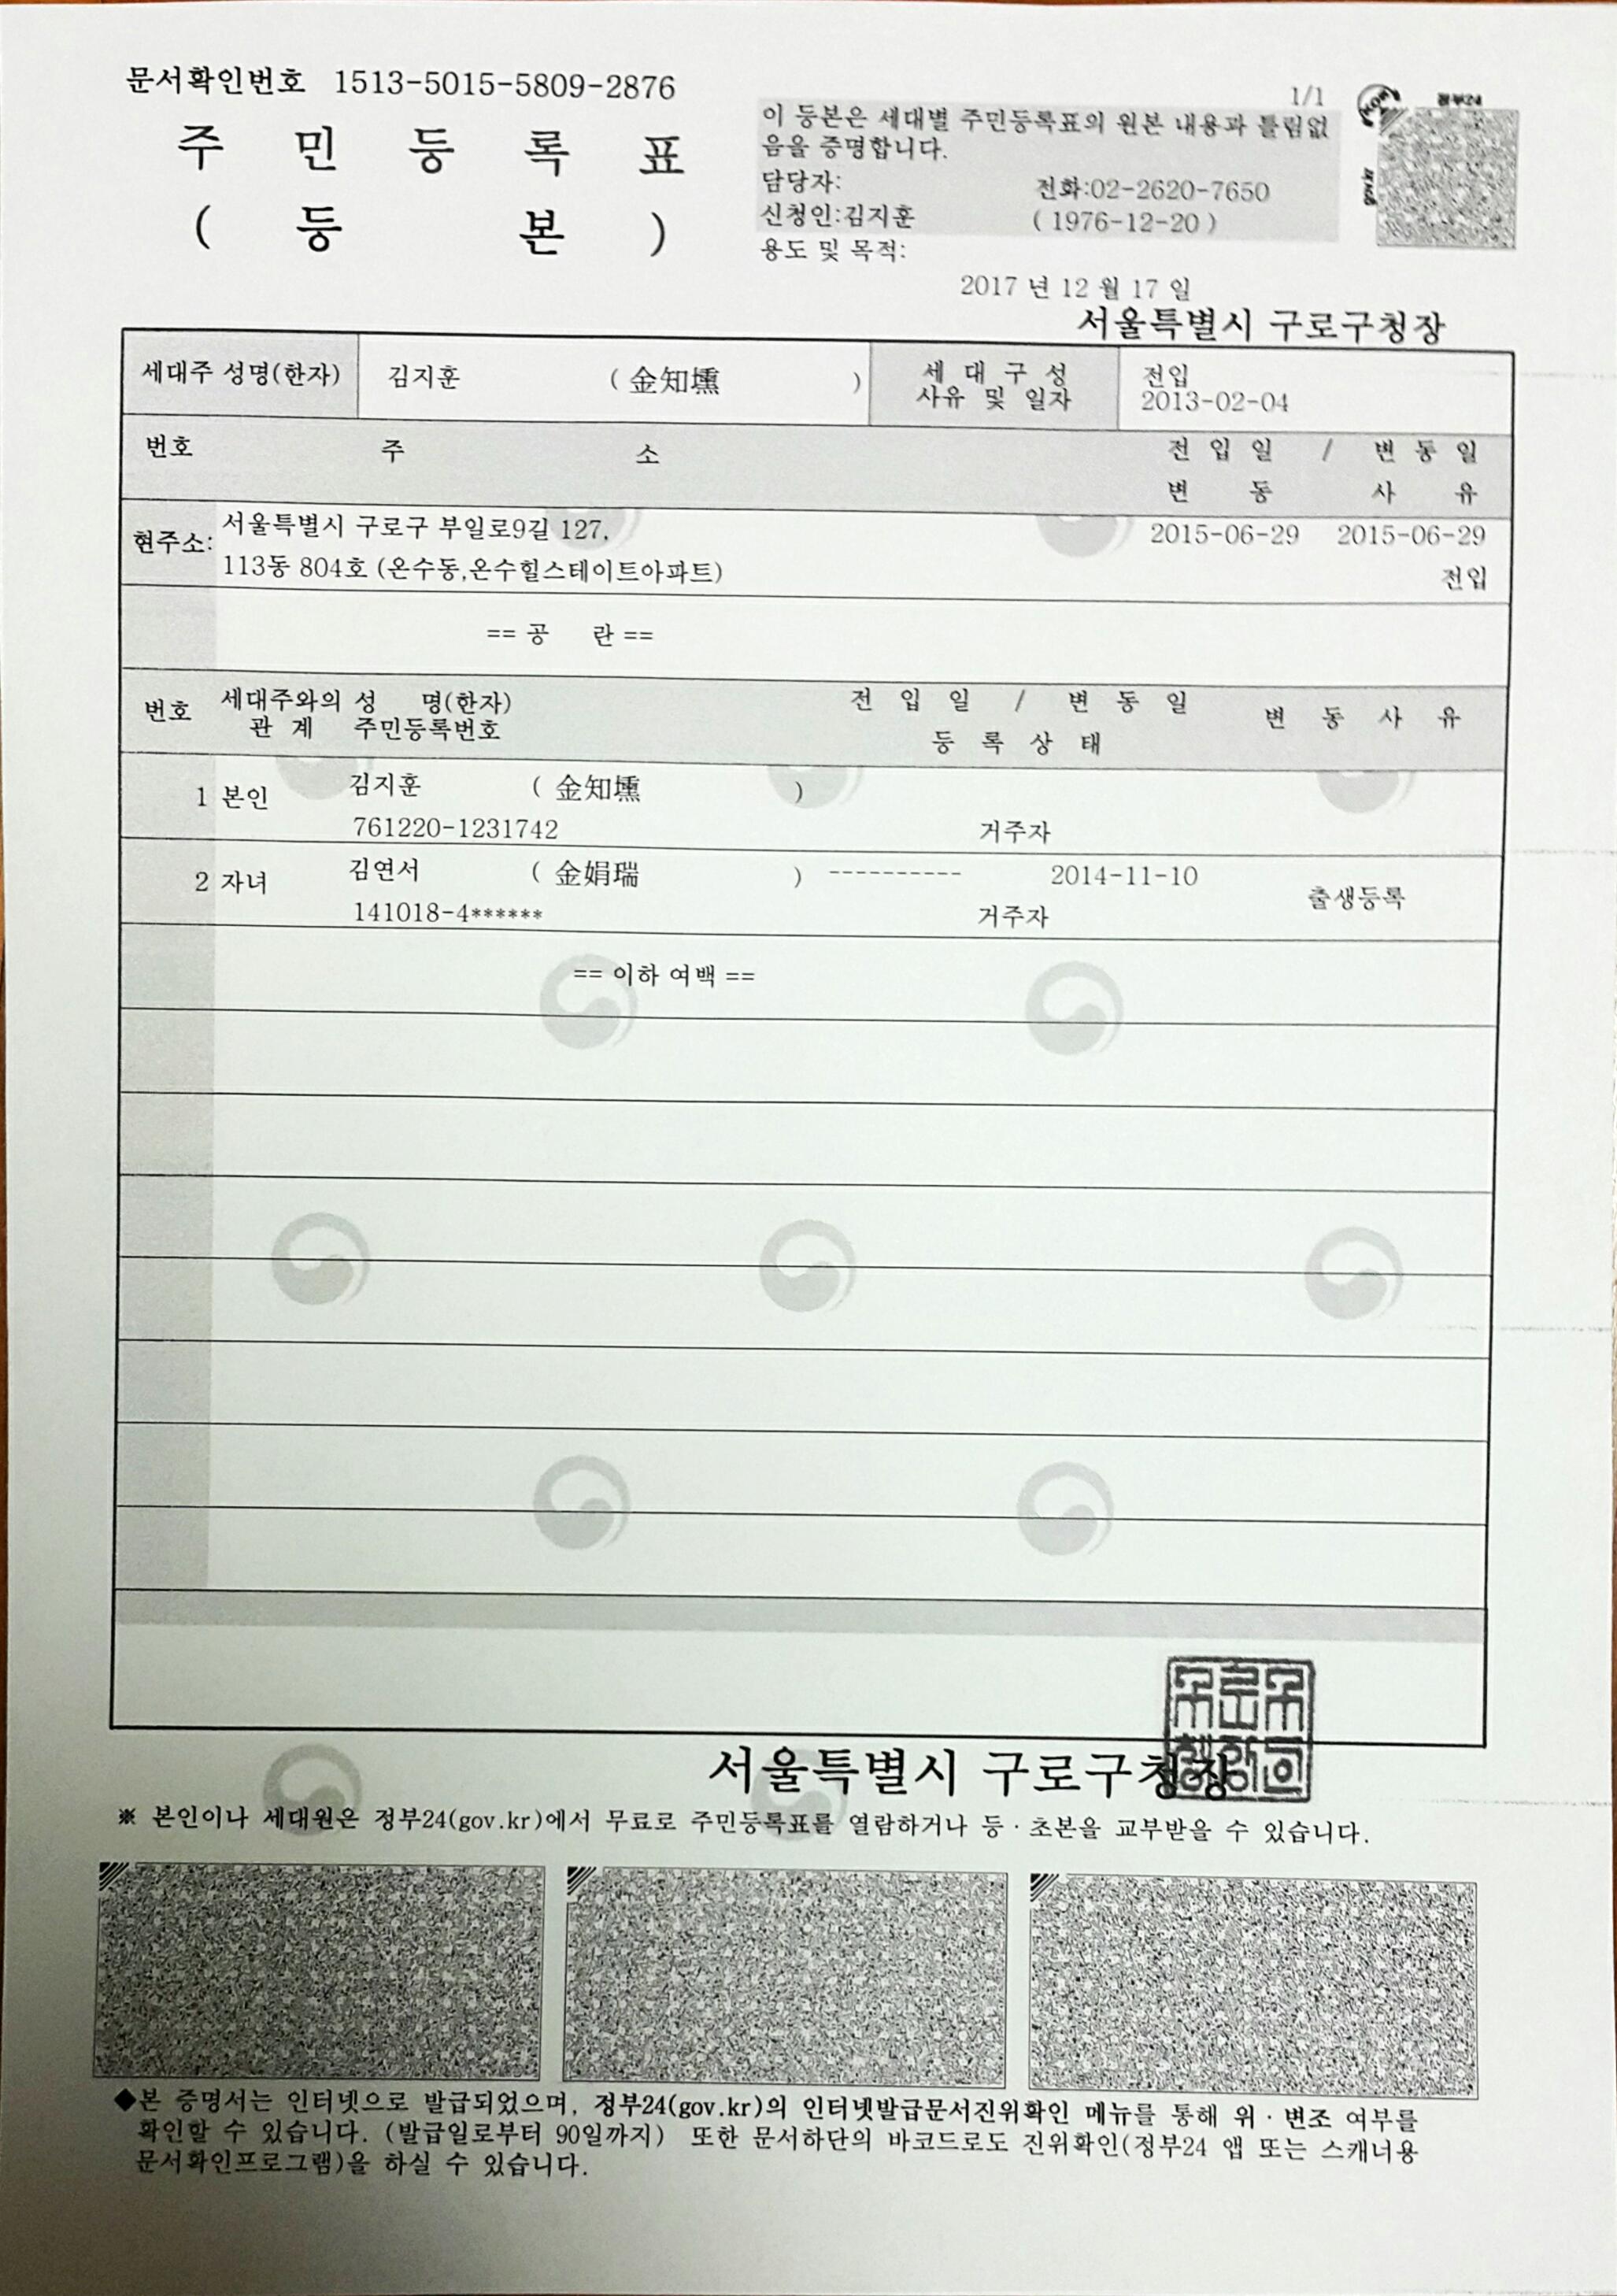 문서확인번호 1513-5015-5809-2876
1/1
주 민 등 록 표
( 등 본 )
이 등본은 세대별 주민등록표의 원본 내용과 틀림없
음을 증명합니다.
담당자: 전화:02-2620-7650
신청인:김지훈 ( 1976-12-20 )
용도 및 목적:
2017 년 12 월 17 일
서울특별시 구로구청장
정부24
세대주 성명(한자) 김지훈 ( 金知壎 ) 세 대 구 성 전입
사유 및 일자 2013-02-04
번호 주 소 전 입 일 / 변 동 일
변 동 사 유
현주소: 서울특별시 구로구 부일로9길 127, 2015-06-29 2015-06-29
113동 804호 (온수동,온수힐스테이트아파트) 전입
== 공 란 ==
번호 세대주와의 성 명(한자) 전 입 일 / 변 동 일 변 동 사 유
관 계 주민등록번호 등 록 상 태
1 본인 김지훈 ( 金知壎 )
761220-1231742 거주자
2 자녀 김연서 ( 金娟瑞 ) ---------- 2014-11-10 출생등록
141018-4****** 거주자
== 이하 여백 ==
서울특별시 구로구청장
※ 본인이나 세대원은 정부24(gov.kr)에서 무료로 주민등록표를 열람하거나 등·초본을 교부받을 수 있습니다.
◆본 증명서는 인터넷으로 발급되었으며, 정부24(gov.kr)의 인터넷발급문서진위확인 메뉴를 통해 위·변조 여부를
확인할 수 있습니다. (발급일로부터 90일까지) 또한 문서하단의 바코드로도 진위확인(정부24 앱 또는 스캐너용
문서확인프로그램)을 하실 수 있습니다.